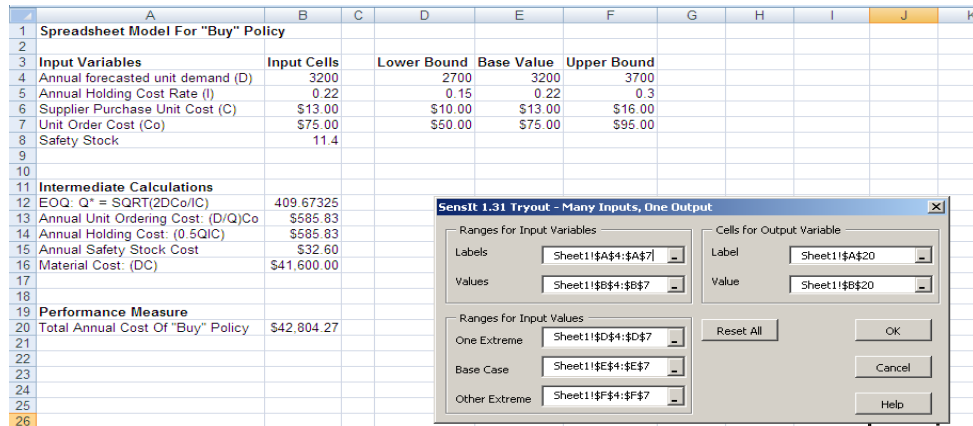 A B C D E F G H I J K
1 Spreadsheet Model For "Buy" Policy
2
3 Input Variables Input Cells Lower Bound Base Value Upper Bound
4 Annual forecasted unit demand (D) 3200 2700 3200 3700
5 Annual Holding Cost Rate (I) 0.22 0.15 0.22 0.3
6 Supplier Purchase Unit Cost (C) $13.00 $10.00 $13.00 $16.00
7 Unit Order Cost (Co) $75.00 $50.00 $75.00 $95.00
8 Safety Stock 11.4
9
10
11 Intermediate Calculations
12 EOQ: Q* = SQRT(2DCo/IC) 409.67325
13 Annual Unit Ordering Cost: (D/Q)Co $585.83
14 Annual Holding Cost: (0.5QIC) $585.83
15 Annual Safety Stock Cost $32.60
16 Material Cost: (DC) $41,600.00
17
18
19 Performance Measure
20 Total Annual Cost Of "Buy" Policy $42,804.27
21
22
23
24
25
26
SensIt 1.31 Tryout - Many Inputs, One Output
Ranges for Input Variables
Labels Sheet1!$A$4:$A$7
Values Sheet1!$B$4:$B$7
Cells for Output Variable
Label Sheet1!$A$20
Value Sheet1!$B$20
Ranges for Input Values
One Extreme Sheet1!$D$4:$D$7
Base Case Sheet1!$E$4:$E$7
Other Extreme Sheet1!$F$4:$F$7
Reset All
OK
Cancel
Help